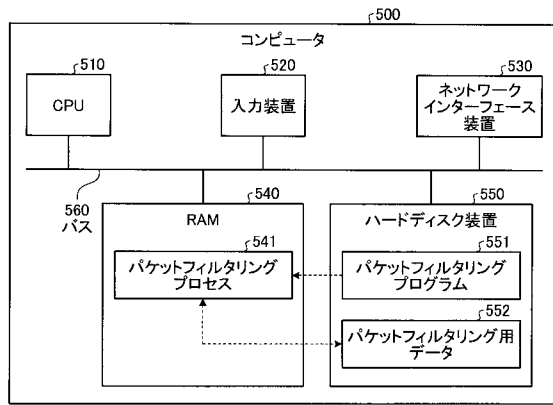 500
コンピュータ
510
CPU
520
入力装置
530
ネットワーク
インターフェース
装置
560
バス
540
RAM
541
パケットフィルタリング
プロセス
550
ハードディスク装置
551
パケットフィルタリング
プログラム
552
パケットフィルタリング用
データ